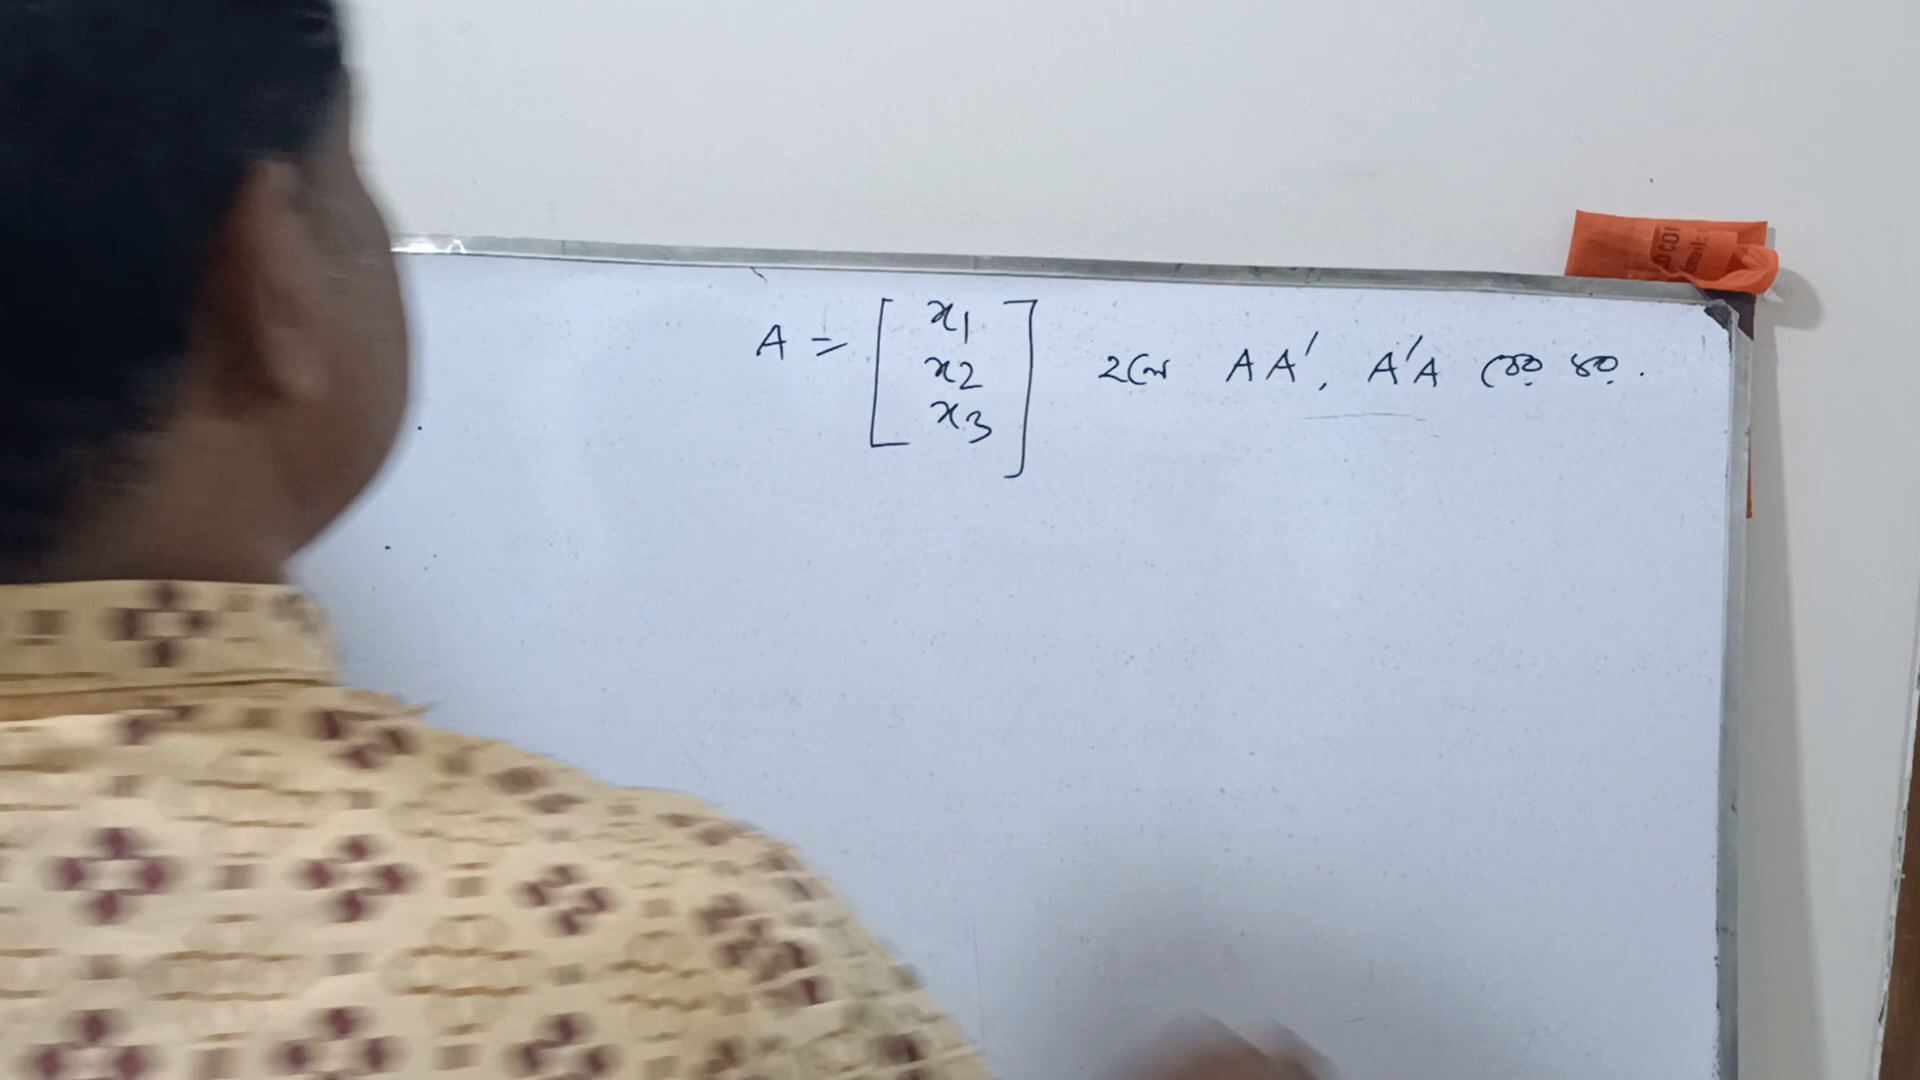 A = [ x1 x2 x3 ] হলে AA', A'A বের কর.